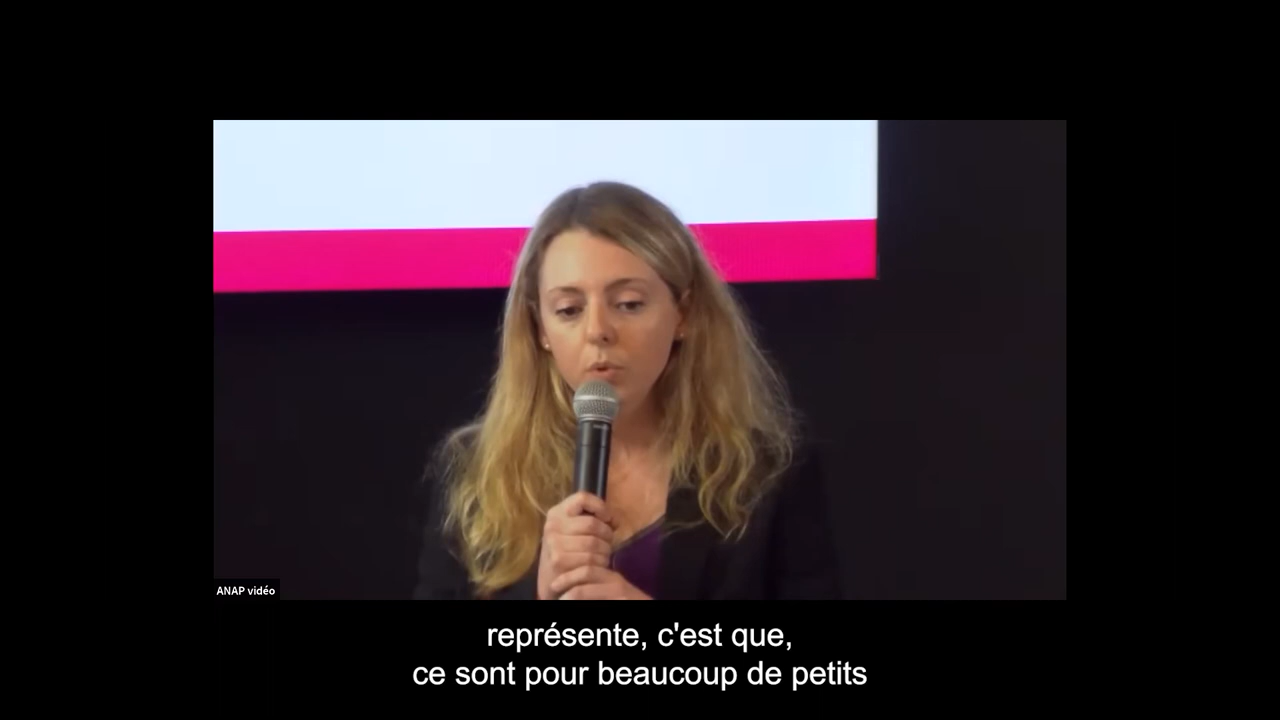 ANAP vidéo
représente, c'est que,
ce sont pour beaucoup de petits